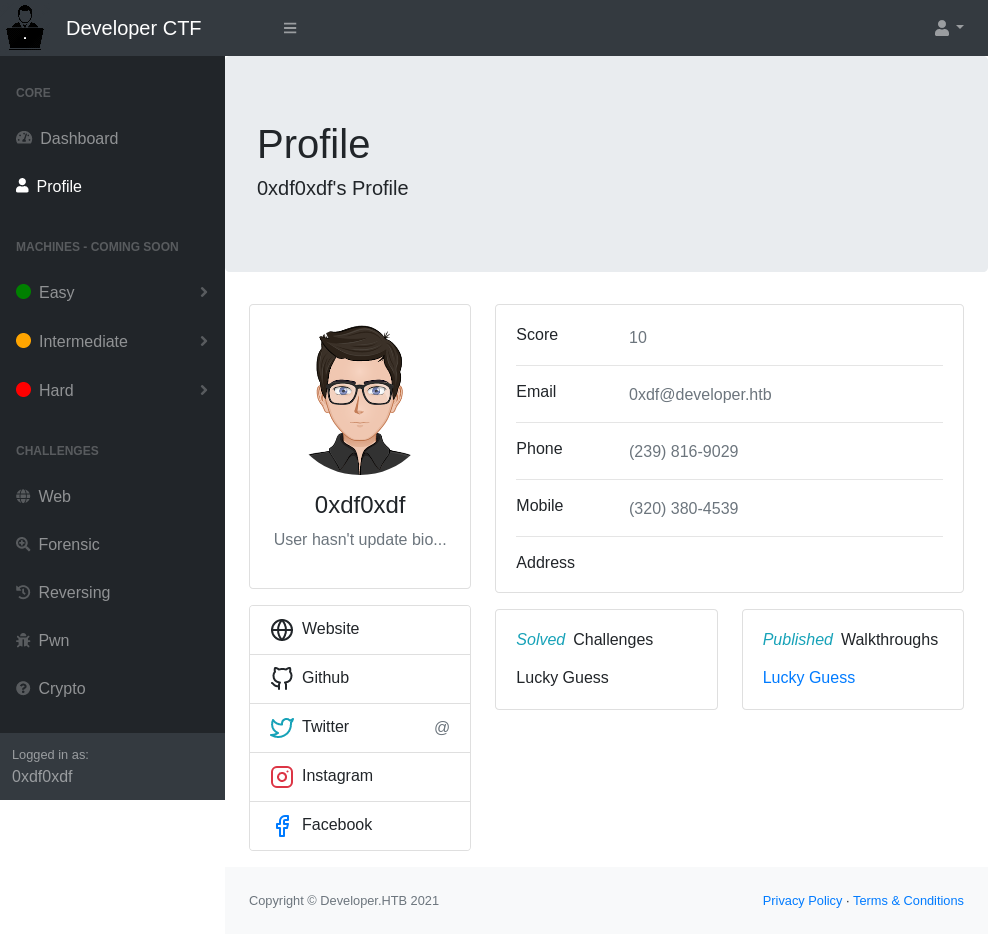 Developer CTF
CORE
Dashboard
Profile
MACHINES - COMING SOON
Easy
Intermediate
Hard
CHALLENGES
Web
Forensic
Reversing
Pwn
Crypto
Logged in as:
0xdf0xdf
Profile
0xdf0xdf's Profile
0xdf0xdf
User hasn't update bio...
Website
Github
Twitter @
Instagram
Facebook
Score 10
Email 0xdf@developer.htb
Phone (239) 816-9029
Mobile (320) 380-4539
Address
Solved Challenges
Lucky Guess
Published Walkthroughs
Lucky Guess
Copyright © Developer.HTB 2021
Privacy Policy · Terms & Conditions